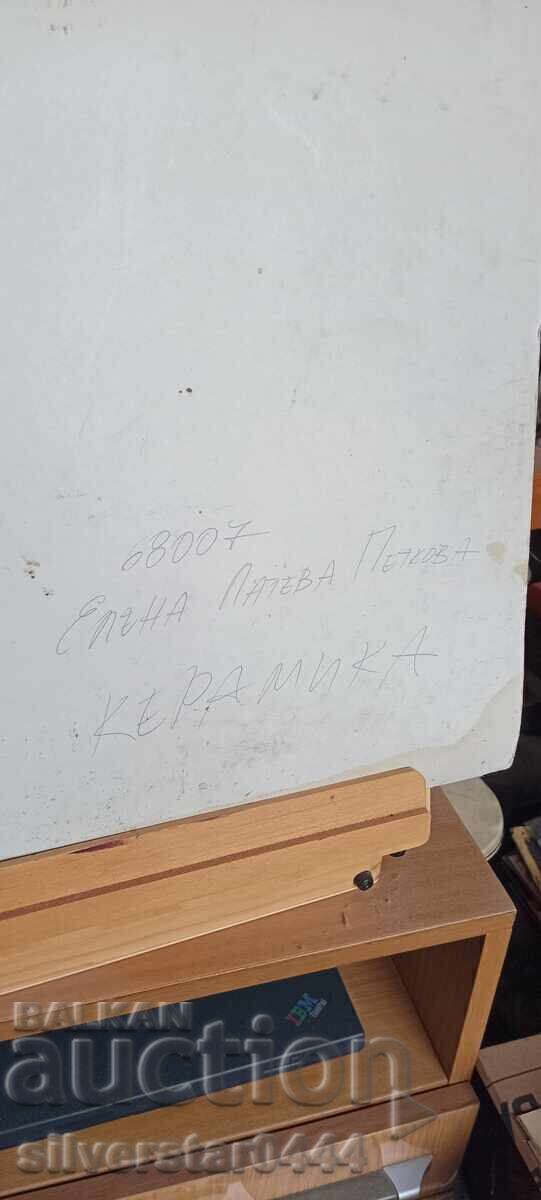 68007
Елена Латева Петкова
КЕРАМИКА
IBM
BALKAN
auction
silverstar0444